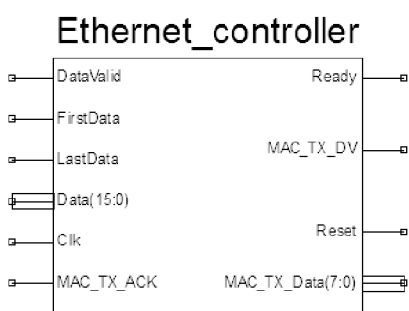 Ethernet_controller
DataValid
Ready
FirstData
MAC_TX_DV
LastData
Data(15:0)
Reset
Clk
MAC_TX_ACK
MAC_TX_Data(7:0)